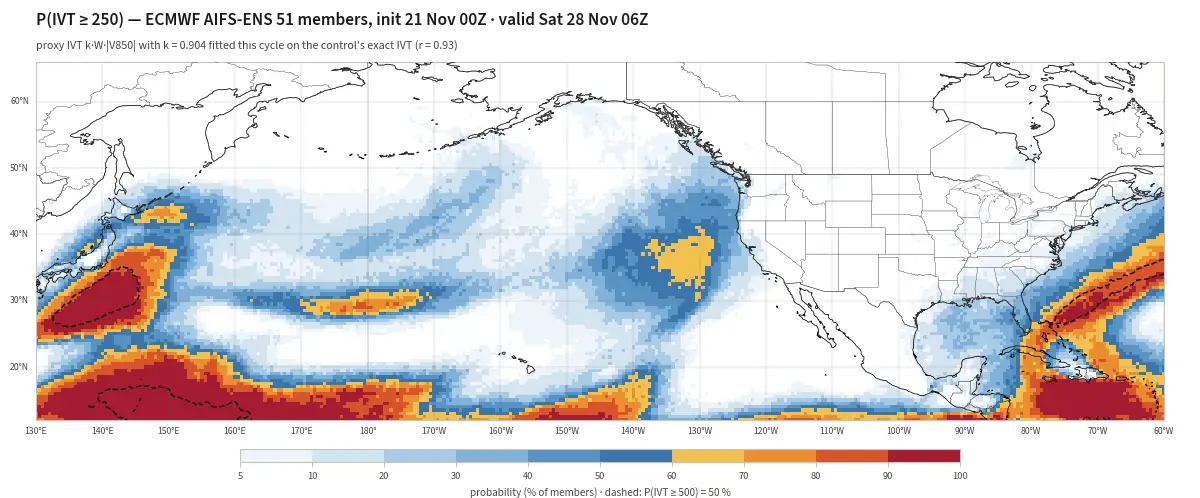 P(IVT ≥ 250) — ECMWF AIFS-ENS 51 members, init 21 Nov 00Z · valid Sat 28 Nov 06Z
proxy IVT k·W·|V850| with k = 0.904 fitted this cycle on the control's exact IVT (r = 0.93)
60°N
50°N
40°N
30°N
20°N
130°E 140°E 150°E 160°E 170°E 180° 170°W 160°W 150°W 140°W 130°W 120°W 110°W 100°W 90°W 80°W 70°W 60°W
5 10 20 30 40 50 60 70 80 90 100
probability (% of members) · dashed: P(IVT ≥ 500) = 50 %